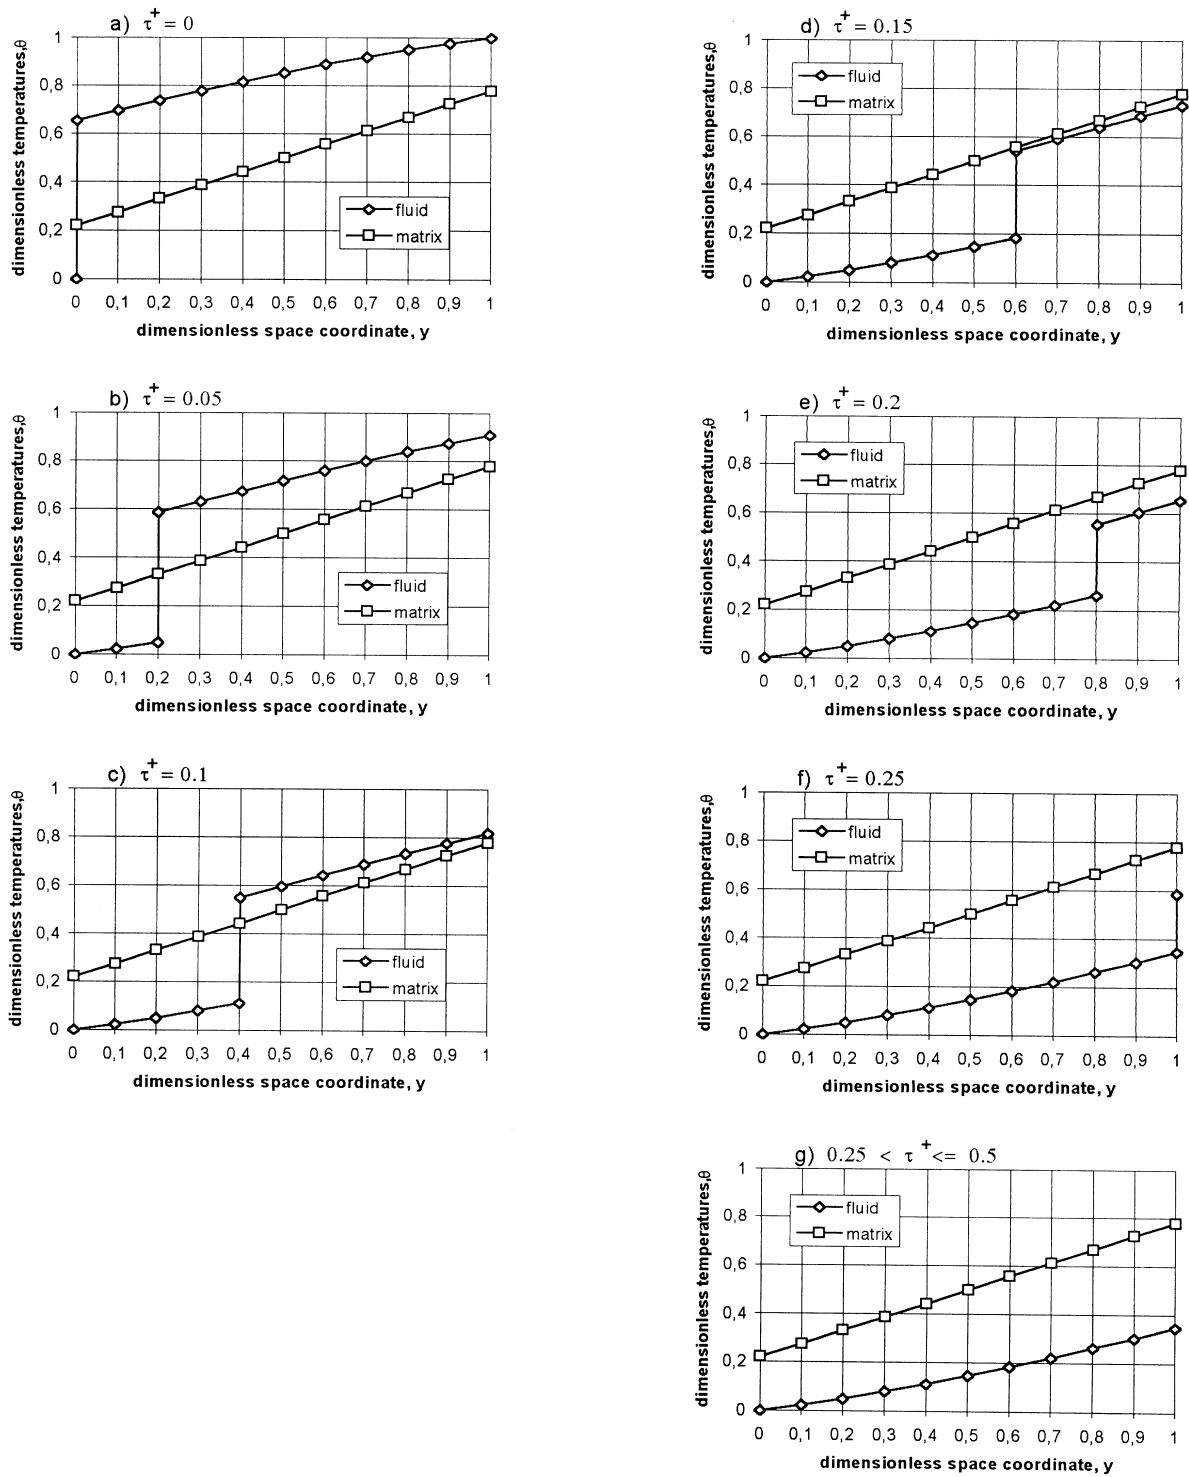 a) τ+ = 0
dimensionless temperatures,θ
1
0,8
0,6
0,4
0,2
0
fluid
matrix
0 0,1 0,2 0,3 0,4 0,5 0,6 0,7 0,8 0,9 1
dimensionless space coordinate, y
b) τ+ = 0.05
dimensionless temperatures,θ
1
0,8
0,6
0,4
0,2
0
fluid
matrix
0 0,1 0,2 0,3 0,4 0,5 0,6 0,7 0,8 0,9 1
dimensionless space coordinate, y
c) τ+ = 0.1
dimensionless temperatures,θ
1
0,8
0,6
0,4
0,2
0
fluid
matrix
0 0,1 0,2 0,3 0,4 0,5 0,6 0,7 0,8 0,9 1
dimensionless space coordinate, y
d) τ+ = 0.15
dimensionless temperatures,θ
1
0,8
0,6
0,4
0,2
0
fluid
matrix
0 0,1 0,2 0,3 0,4 0,5 0,6 0,7 0,8 0,9 1
dimensionless space coordinate, y
e) τ+ = 0.2
dimensionless temperatures,θ
1
0,8
0,6
0,4
0,2
0
fluid
matrix
0 0,1 0,2 0,3 0,4 0,5 0,6 0,7 0,8 0,9 1
dimensionless space coordinate, y
f) τ+ = 0.25
dimensionless temperatures,θ
1
0,8
0,6
0,4
0,2
0
fluid
matrix
0 0,1 0,2 0,3 0,4 0,5 0,6 0,7 0,8 0,9 1
dimensionless space coordinate, y
g) 0.25 < τ+ <= 0.5
dimensionless temperatures,θ
1
0,8
0,6
0,4
0,2
0
fluid
matrix
0 0,1 0,2 0,3 0,4 0,5 0,6 0,7 0,8 0,9 1
dimensionless space coordinate, y